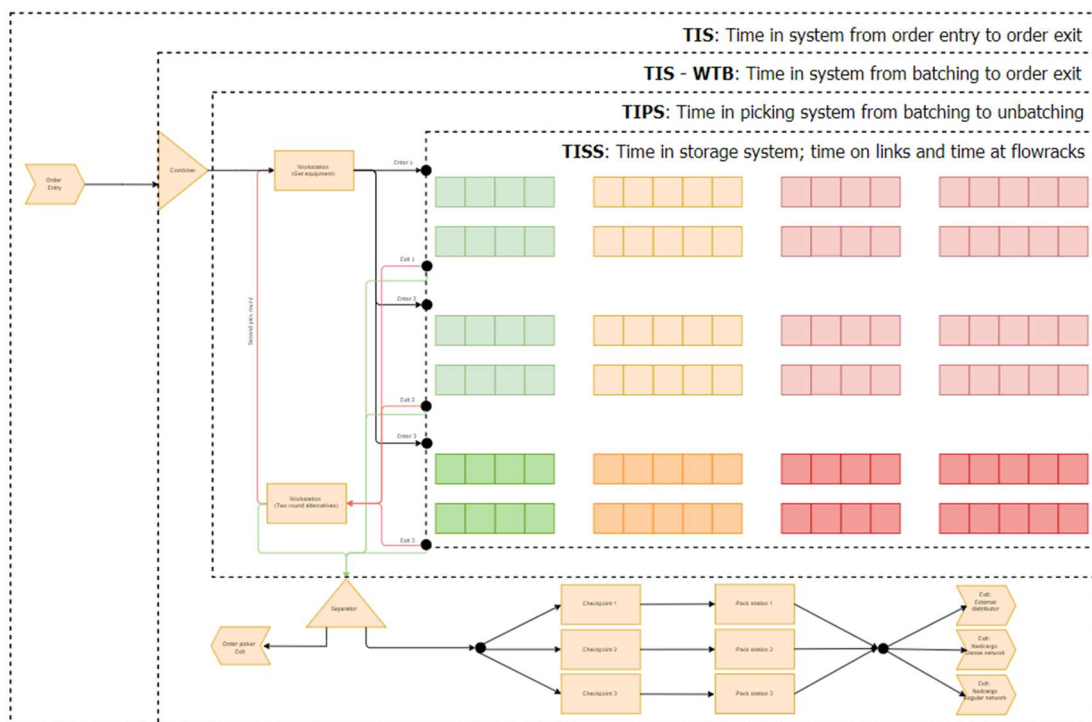 TIS: Time in system from order entry to order exit
TIS - WTB: Time in system from batching to order exit
TIPS: Time in picking system from batching to unbatching
TISS: Time in storage system; time on links and time at flowracks
Order
Entry
Combiner
Workstation
(Get equipment)
Enter 1
Exit 1
Enter 2
Second pick round
Exit 2
Enter 3
Workstation
(Two round alternatives)
Exit 3
Separator
Order picker
Exit
Checkpoint 1
Pack station 1
Checkpoint 2
Pack station 2
Checkpoint 3
Pack station 3
Exit:
External
distributor
Exit:
Nedcargo
Dense network
Exit:
Nedcargo
Regular network